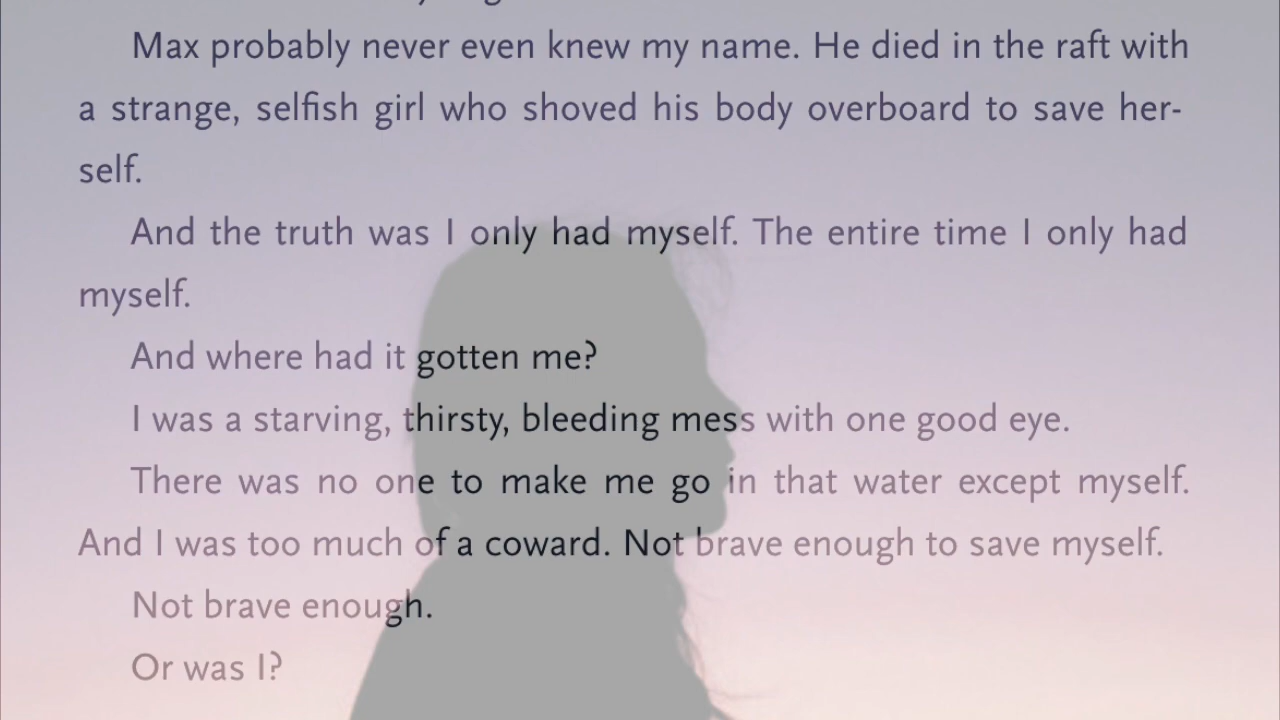 Max probably never even knew my name. He died in the raft with
a strange, selfish girl who shoved his body overboard to save her-
self.
And the truth was I only had myself. The entire time I only had
myself.
And where had it gotten me?
I was a starving, thirsty, bleeding mess with one good eye.
There was no one to make me go in that water except myself.
And I was too much of a coward. Not brave enough to save myself.
Not brave enough.
Or was I?